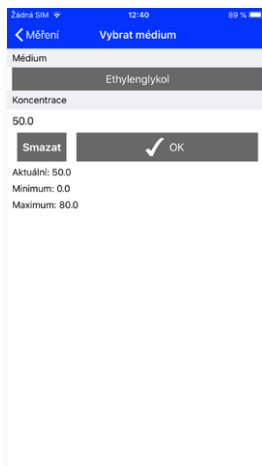 Žádná SIM 12:40 89 %
Měření Vybrat médium
Médium
Ethylenglykol
Koncentrace
50.0
Smazat OK
Aktuální: 50.0
Minimum: 0.0
Maximum: 80.0